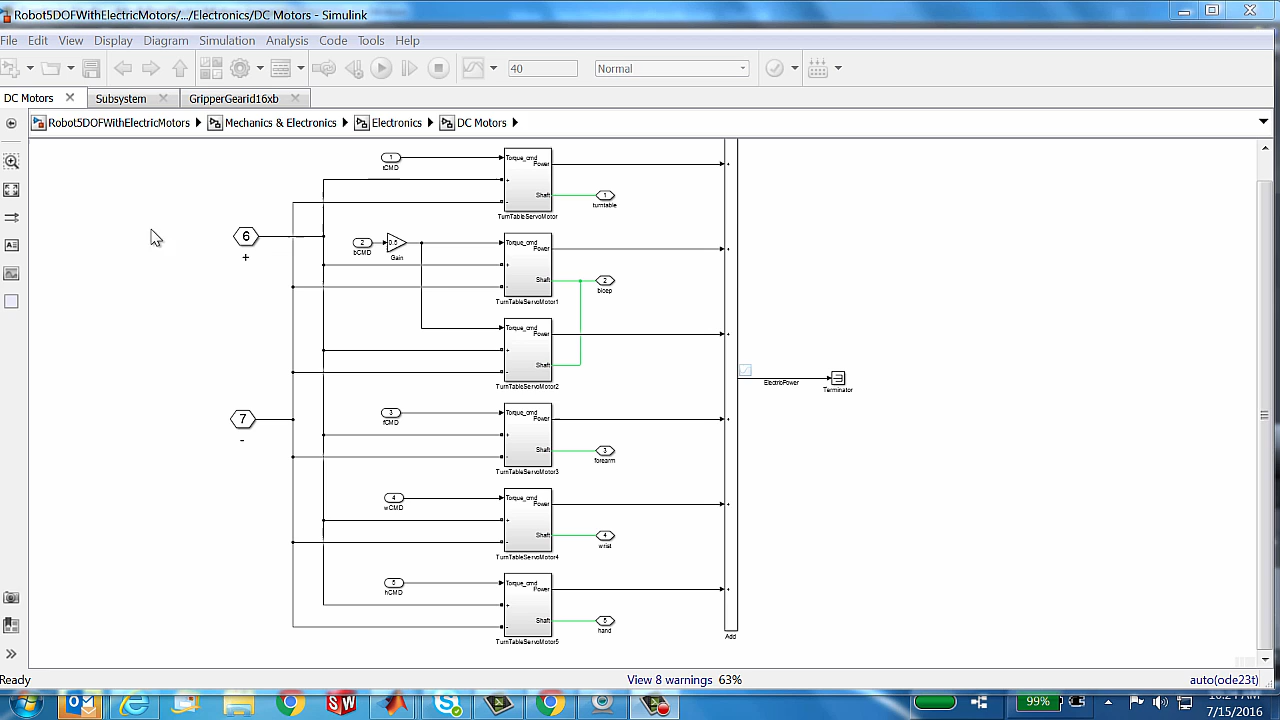 Robot5DOFWithElectricMotors/.../Electronics/DC Motors - Simulink
File Edit View Display Diagram Simulation Analysis Code Tools Help
40 Normal
DC Motors Subsystem GripperGearid16xb
Robot5DOFWithElectricMotors Mechanics & Electronics Electronics DC Motors
1
tCMD
Torque_cmd
Power
+
-
Shaft
TurnTableServoMotor
1
turntable
+
6
+
2
bCMD
0.5
Gain
Torque_cmd
Power
+
-
Shaft
TurnTableServoMotor1
2
bicep
+
Torque_cmd
Power
+
-
Shaft
TurnTableServoMotor2
+
ElectricPower
Terminator
7
-
3
fCMD
Torque_cmd
Power
+
-
Shaft
TurnTableServoMotor3
3
forearm
+
4
wCMD
Torque_cmd
Power
+
-
Shaft
TurnTableServoMotor4
4
wrist
+
5
hCMD
Torque_cmd
Power
+
-
Shaft
TurnTableServoMotor5
5
hand
+
Add
Ready View 8 warnings 63% auto(ode23t)
99%
7/15/2016